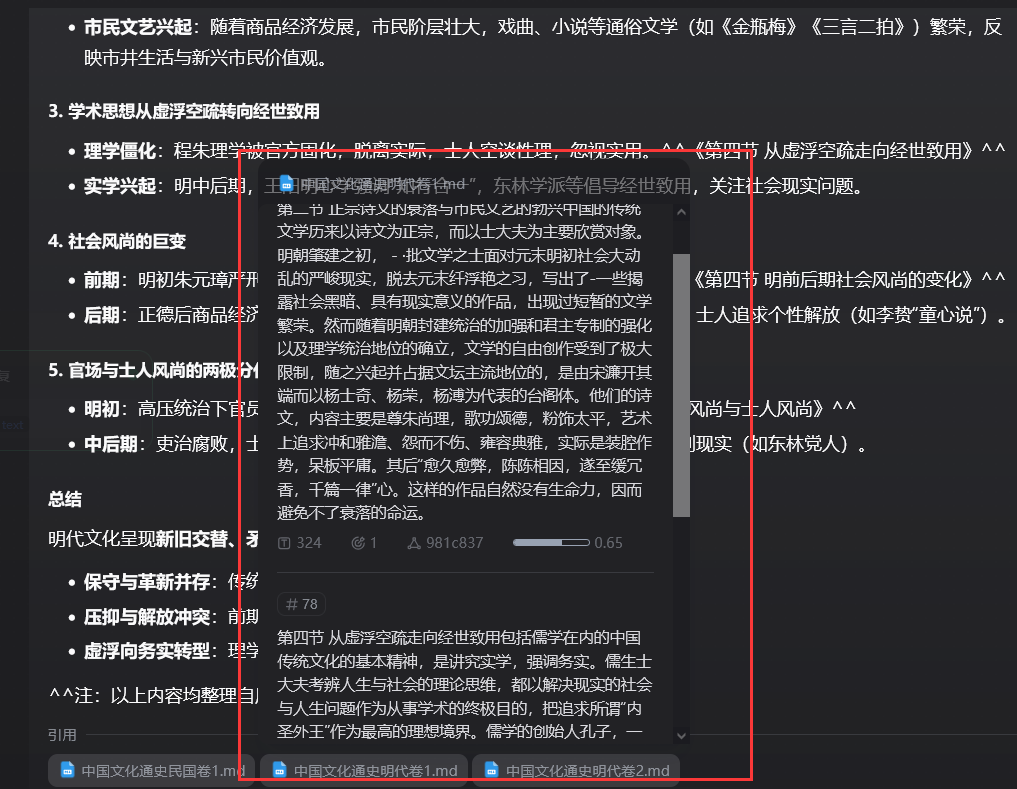 • 市民文艺兴起：随着商品经济发展，市民阶层壮大，戏曲、小说等通俗文学（如《金瓶梅》《三言二拍》）繁荣，反
映市井生活与新兴市民价值观。
3. 学术思想从虚浮空疏转向经世致用
• 理学僵化：程朱理学被官方固化，脱离实际，士人空谈性理，忽视实用。^^《第四节 从虚浮空疏走向经世致用》^^
• 实学兴起：明中后期，王阳明心学强调“知行合一”，东林学派等倡导经世致用，关注社会现实问题。
4. 社会风尚的巨变
• 前期：明初朱元璋严刑
《第四节 明前后期社会风尚的变化》^^
• 后期：正德后商品经济
士人追求个性解放（如李贽“童心说”）。
5. 官场与士人风尚的两极分化
• 明初：高压统治下官员
风尚与士人风尚》^^
• 中后期：吏治腐败，士
现实（如东林党人）。
总结
明代文化呈现新旧交替、矛
• 保守与革新并存：传统
• 压抑与解放冲突：前期
• 虚浮向务实转型：理学
^^注：以上内容均整理自
引用
中国文化通史民国卷1.md
中国文化通史明代卷1.md
中国文化通史明代卷2.md
中国文化通史明代卷1.md
第二节 正宗诗文的衰落与市民文艺的勃兴中国的传统
文学历来以诗文为正宗，而以士大夫为主要欣赏对象。
明朝肇建之初， - ·批文学之士面对元末明初社会大动
乱的严峻现实，脱去元末纤浮艳之习，写出了-一些揭
露社会黑暗、具有现实意义的作品，出现过短暂的文学
繁荣。然而随着明朝封建统治的加强和君主专制的强化
以及理学统治地位的确立，文学的自由创作受到了极大
限制，随之兴起并占据文坛主流地位的，是由宋濂开其
端而以杨士奇、杨荣，杨溥为代表的台阁体。他们的诗
文，内容主要是尊朱尚理，歌功颂德，粉饰太平，艺术
上追求冲和雅澹、怨而不伤、雍容典雅，实际是装腔作
势，呆板平庸。其后“愈久愈弊，陈陈相因，遂至缓冗
香，千篇一律”心。这样的作品自然没有生命力，因而
避免不了衰落的命运。
324 1 981c837 0.65
# 78
第四节 从虚浮空疏走向经世致用包括儒学在内的中国
传统文化的基本精神，是讲究实学，强调务实。儒生士
大夫考辨人生与社会的理论思维，都以解决现实的社会
与人生问题作为从事学术的终极目的，把追求所谓“内
圣外王”作为最高的理想境界。儒学的创始人孔子，一